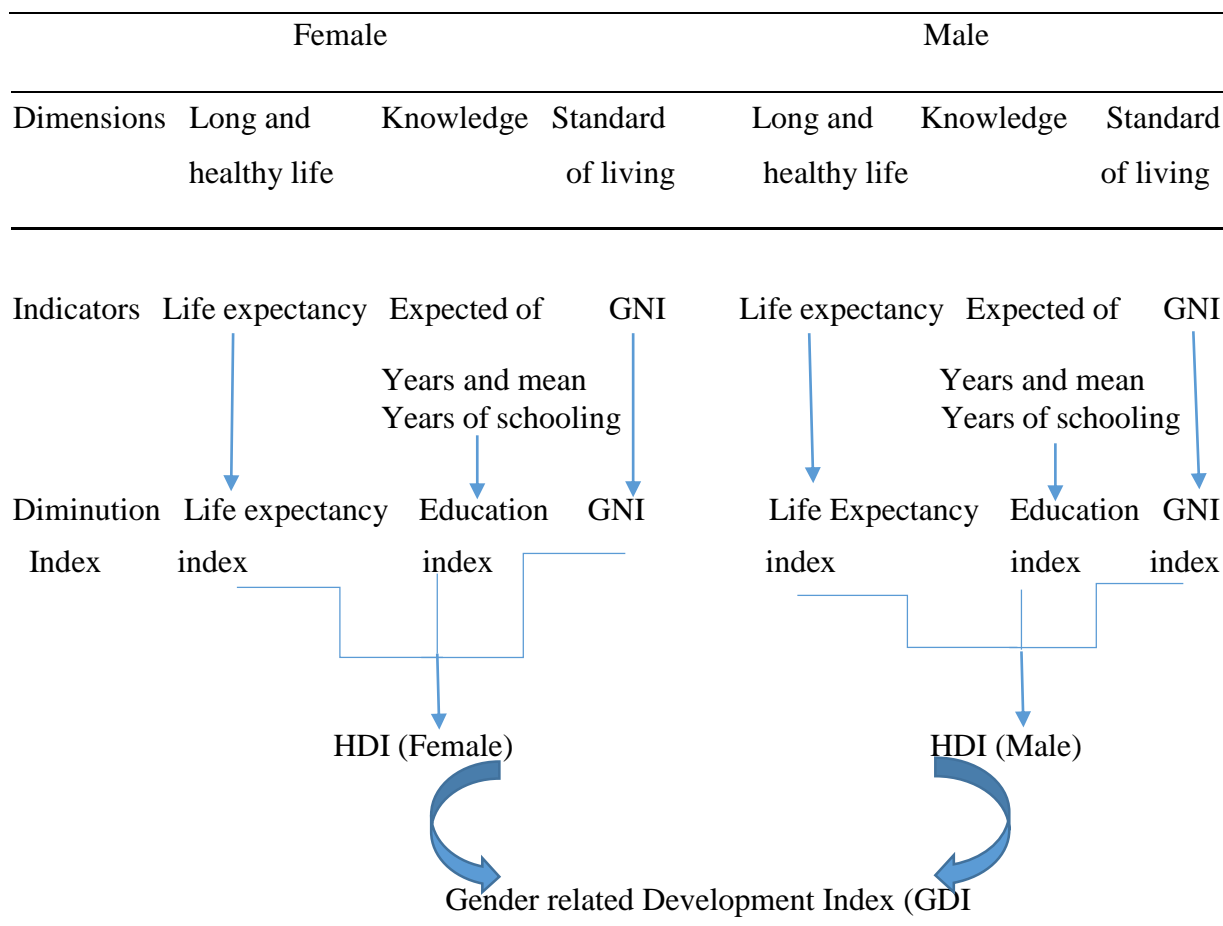 Female Male
Dimensions Long and Knowledge Standard Long and Knowledge Standard
healthy life of living healthy life of living
Indicators Life expectancy Expected of GNI Life expectancy Expected of GNI
Years and mean Years and mean
Years of schooling Years of schooling
Diminution Life expectancy Education GNI Life Expectancy Education GNI
Index index index index index index
HDI (Female) HDI (Male)
Gender related Development Index (GDI